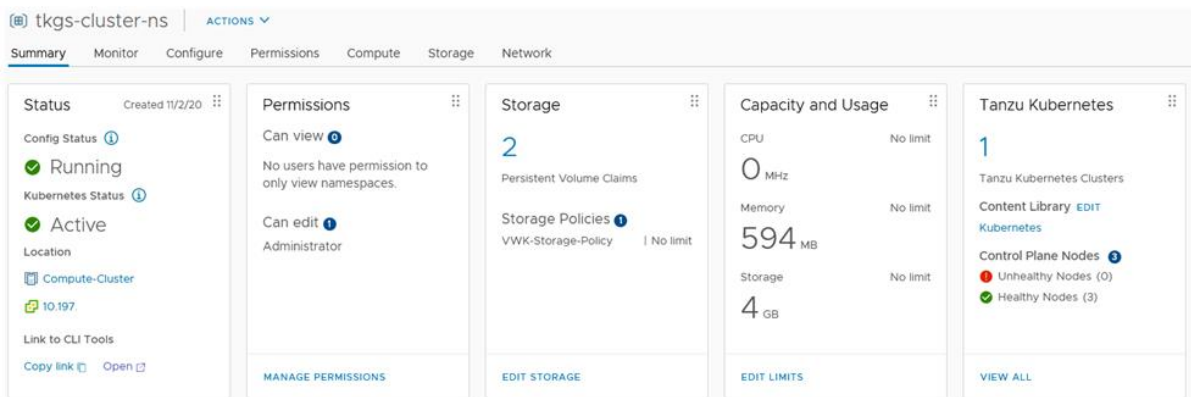 tkgs-cluster-ns
ACTIONS
Summary Monitor Configure Permissions Compute Storage Network
Status Created 11/2/20
Config Status
Running
Kubernetes Status
Active
Location
Compute-Cluster
10.197.
Link to CLI Tools
Copy link Open
Permissions
Can view 0
No users have permission to
only view namespaces.
Can edit 1
Administrator
MANAGE PERMISSIONS
Storage
2
Persistent Volume Claims
Storage Policies 1
VWK-Storage-Policy | No limit
EDIT STORAGE
Capacity and Usage
CPU No limit
0 MHz
Memory No limit
594 MB
Storage No limit
4 GB
EDIT LIMITS
Tanzu Kubernetes
1
Tanzu Kubernetes Clusters
Content Library EDIT
Kubernetes
Control Plane Nodes 3
Unhealthy Nodes (0)
Healthy Nodes (3)
VIEW ALL